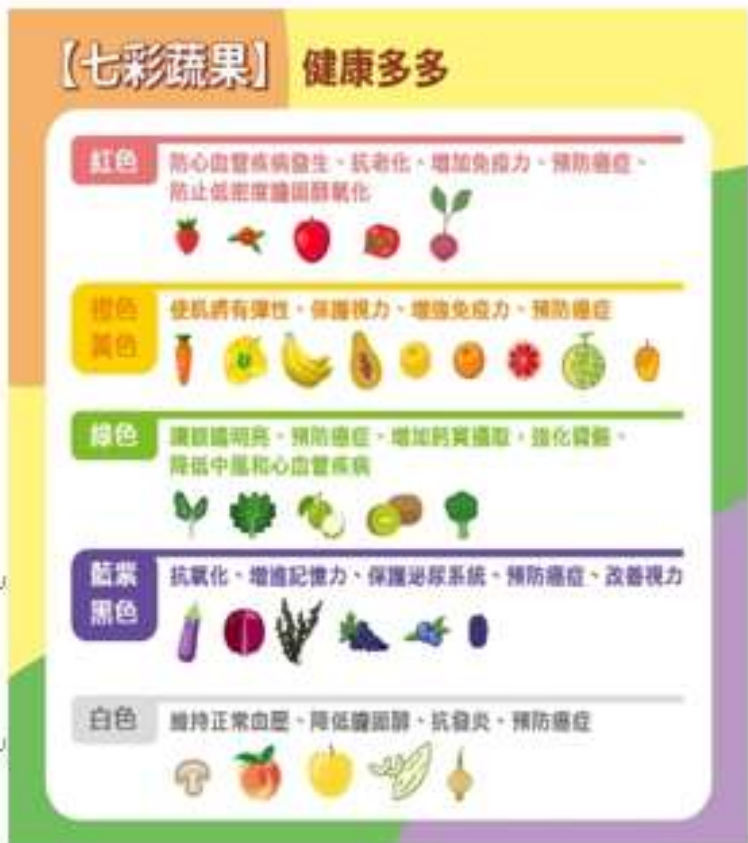 【七彩蔬果】 健康多多
紅色 防心血管疾病發生、抗老化、增加免疫力、預防癌症、
防止低密度膽固醇氧化
橙色
黃色
使肌膚有彈性、保護視力、增強免疫力、預防癌症
綠色 讓眼睛明亮、預防癌症、增加鈣質攝取，強化骨骼、
降低中風和心血管疾病
藍紫
黑色
抗氧化、增進記憶力、保護泌尿系統、預防癌症、改善視力
白色 維持正常血壓、降低膽固醇、抗發炎、預防癌症